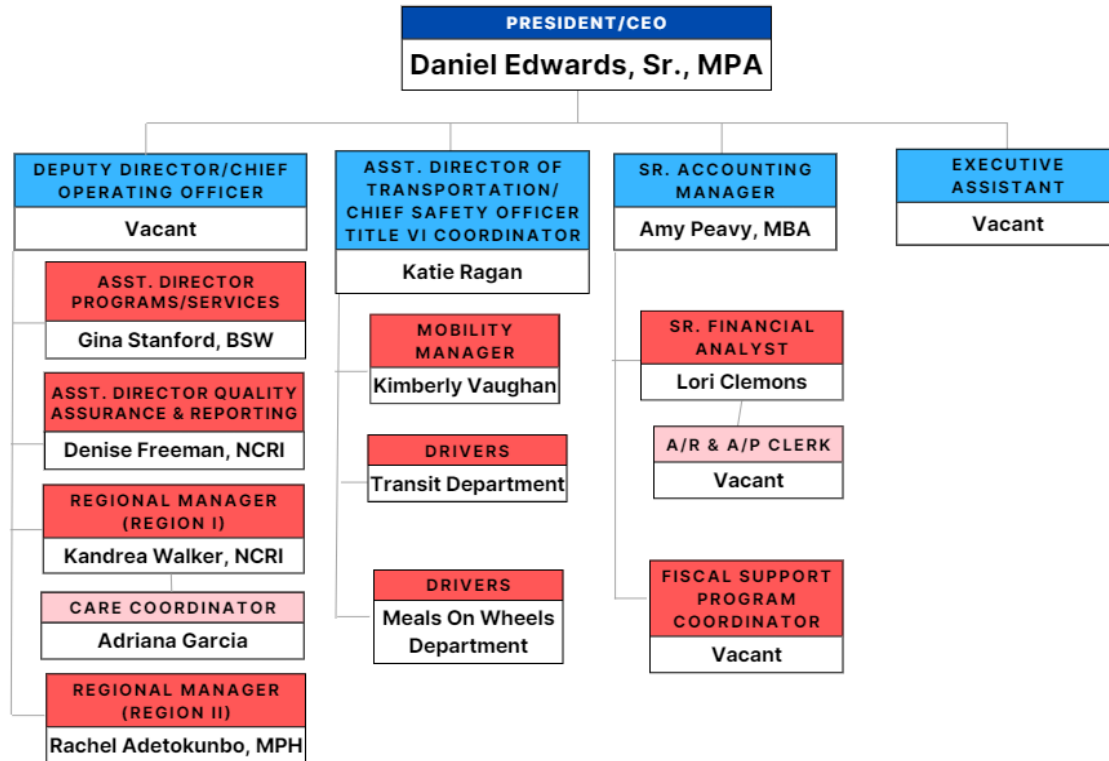 PRESIDENT/CEO
Daniel Edwards, Sr., MPA
DEPUTY DIRECTOR/CHIEF
OPERATING OFFICER
Vacant
ASST. DIRECTOR
PROGRAMS/SERVICES
Gina Stanford, BSW
ASST. DIRECTOR QUALITY
ASSURANCE & REPORTING
Denise Freeman, NCRI
REGIONAL MANAGER
(REGION I)
Kandrea Walker, NCRI
CARE COORDINATOR
Adriana Garcia
REGIONAL MANAGER
(REGION II)
Rachel Adetokunbo, MPH
ASST. DIRECTOR OF
TRANSPORTATION/
CHIEF SAFETY OFFICER
TITLE VI COORDINATOR
Katie Ragan
MOBILITY
MANAGER
Kimberly Vaughan
DRIVERS
Transit Department
DRIVERS
Meals On Wheels
Department
SR. ACCOUNTING
MANAGER
Amy Peavy, MBA
SR. FINANCIAL
ANALYST
Lori Clemons
A/R & A/P CLERK
Vacant
FISCAL SUPPORT
PROGRAM
COORDINATOR
Vacant
EXECUTIVE
ASSISTANT
Vacant